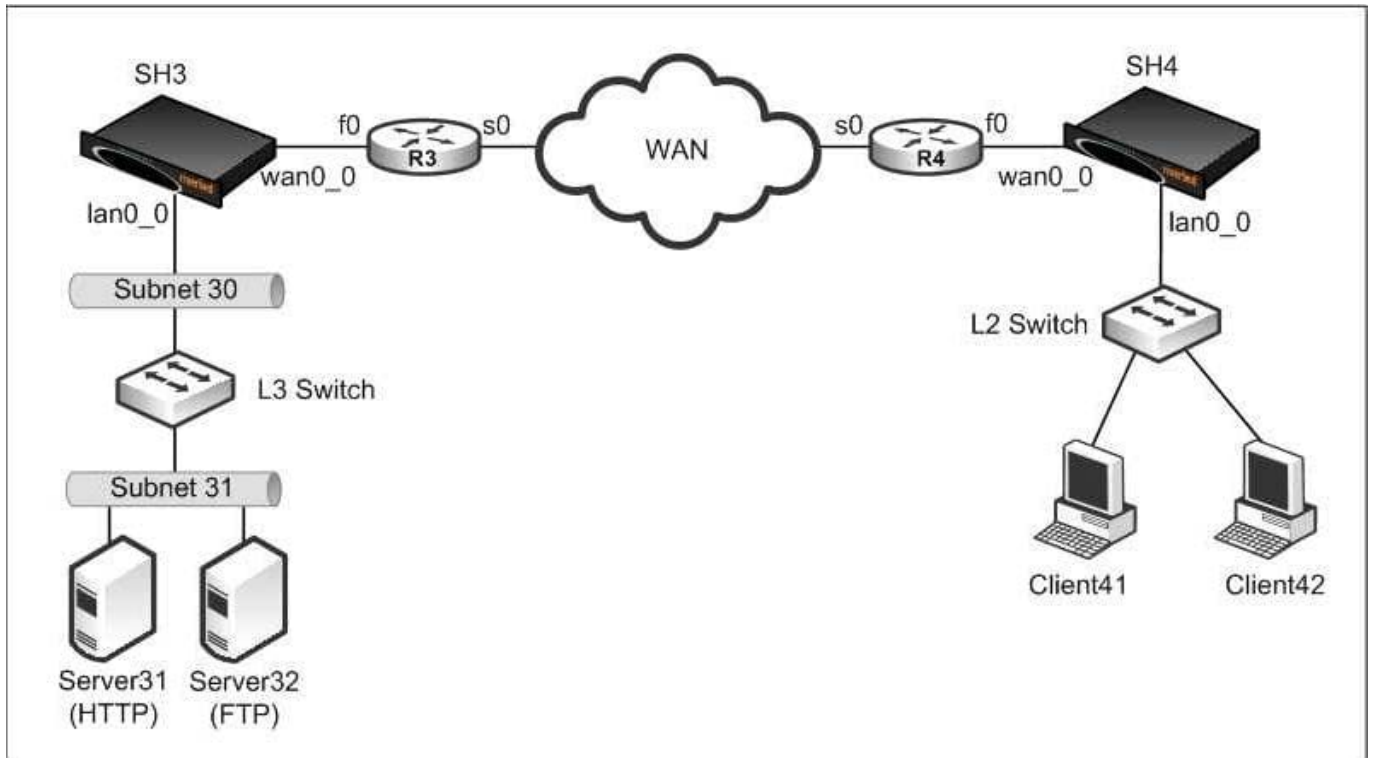 SH3
SH4
f0
s0
R3
wan0_0
WAN
s0
f0
R4
wan0_0
lan0_0
lan0_0
Subnet 30
L3 Switch
L2 Switch
Subnet 31
Server31
(HTTP)
Server32
(FTP)
Client41
Client42